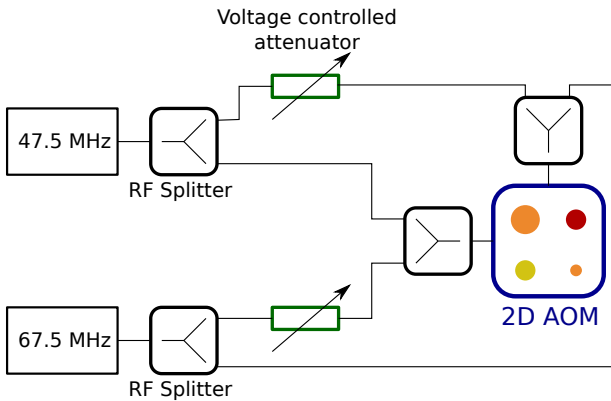 Voltage controlled
attenuator
47.5 MHz
RF Splitter
2D AOM
67.5 MHz
RF Splitter